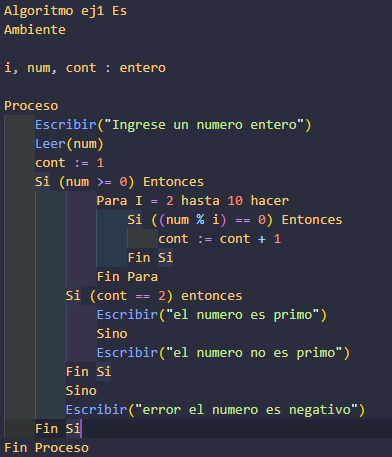 Algoritmo ej1 Es
Ambiente
i, num, cont : entero
Proceso
Escribir("Ingrese un numero entero")
Leer(num)
cont := 1
Si (num >= 0) Entonces
Para I = 2 hasta 10 hacer
Si ((num % i) == 0) Entonces
cont := cont + 1
Fin Si
Fin Para
Si (cont == 2) entonces
Escribir("el numero es primo")
Sino
Escribir("el numero no es primo")
Fin Si
Sino
Escribir("error el numero es negativo")
Fin Si
Fin Proceso